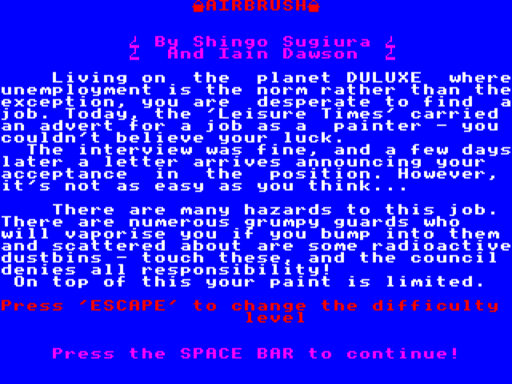 AIRBRUSH
By Shingo Sugiura
And Iain Dawson
Living on the planet DULUXE where
unemployment is the norm rather than the
exception, you are desperate to find a
job. Today, the 'Leisure Times' carried
an advert for a job as a painter - you
couldn't believe your luck.
The interview was fine, and a few days
later a letter arrives announcing your
acceptance in the position. However,
it's not as easy as you think...
There are many hazards to this job.
There are numerous grumpy guards who
will vaporise you if you bump into them
and scattered about are some radioactive
dustbins - touch these, and the council
denies all responsibility!
On top of this your paint is limited.
Press 'ESCAPE' to change the difficulty
level
Press the SPACE BAR to continue!